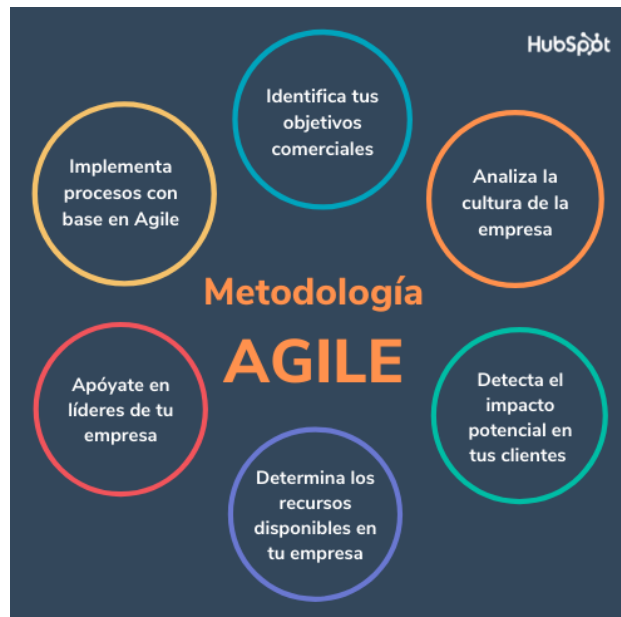 HubSpot
Identifica tus
objetivos
comerciales
Analiza la
cultura de la
empresa
Detecta el
impacto
potencial en
tus clientes
Determina los
recursos
disponibles en
tu empresa
Apóyate en
líderes de tu
empresa
Implementa
procesos con
base en Agile
Metodología
AGILE